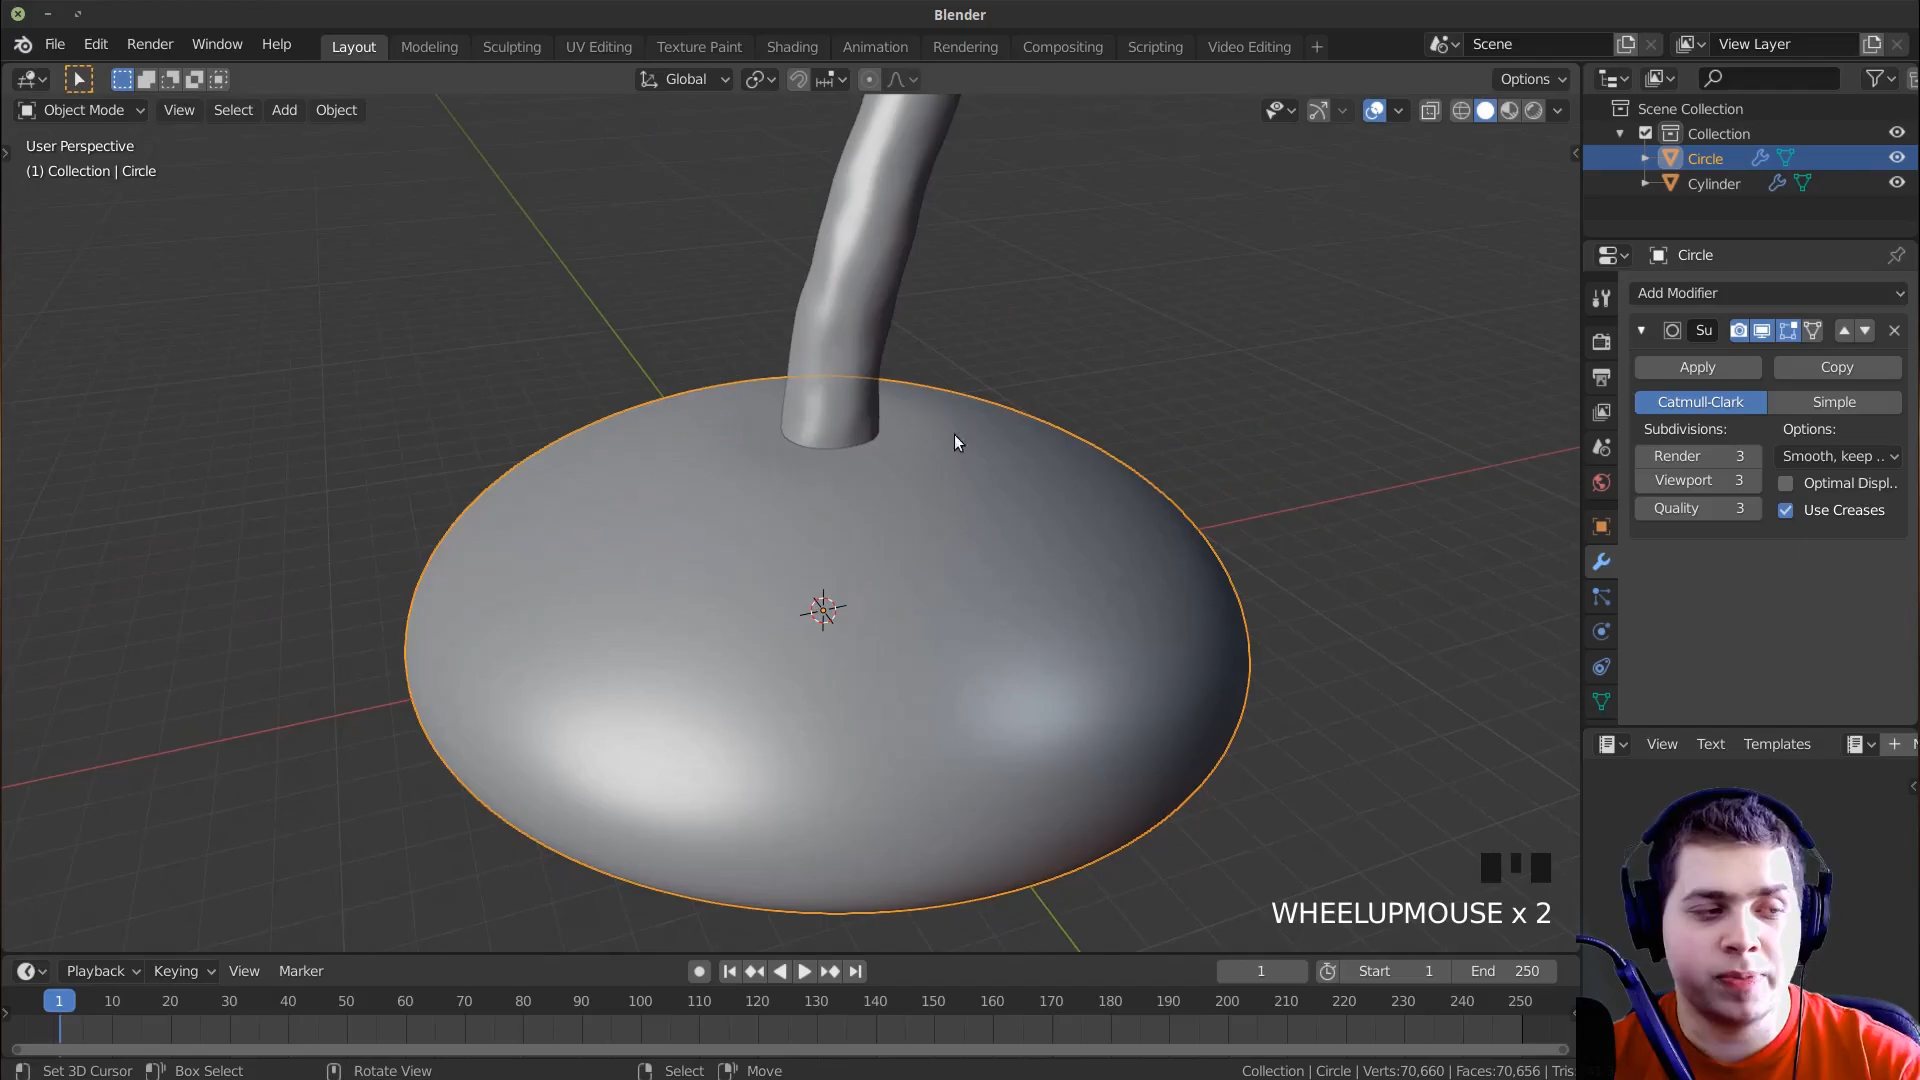 Blender
File Edit Render Window Help Layout Modeling Sculpting UV Editing Texture Paint Shading Animation Rendering Compositing Scripting Video Editing + Scene View Layer
Global Options
Object Mode View Select Add Object
User Perspective
(1) Collection | Circle
Scene Collection
Collection
Circle
Cylinder
Circle
Add Modifier
Su
Apply Copy
Catmull-Clark Simple
Subdivisions: Options:
Render 3 Smooth, keep ..
Viewport 3 Optimal Displ..
Quality 3 Use Creases
View Text Templates +
WHEELUPMOUSE x 2
Playback Keying View Marker 1 Start 1 End 250
1 10 20 30 40 50 60 70 80 90 100 110 120 130 140 150 160 170 180 190 200 210 220 230 240 250
Set 3D Cursor Box Select Rotate View Select Move Collection | Circle | Verts:70,660 | Faces:70,656 | Tris: